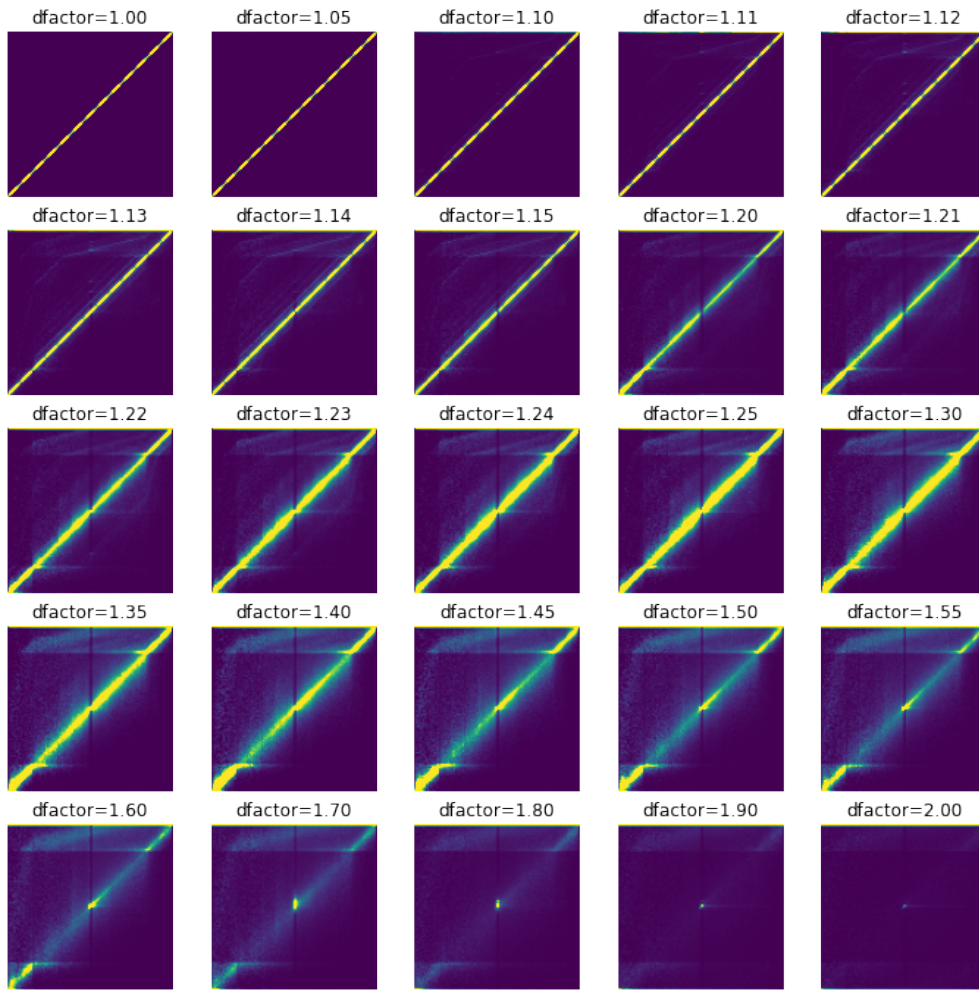 dfactor=1.00 dfactor=1.05 dfactor=1.10 dfactor=1.11 dfactor=1.12
dfactor=1.13 dfactor=1.14 dfactor=1.15 dfactor=1.20 dfactor=1.21
dfactor=1.22 dfactor=1.23 dfactor=1.24 dfactor=1.25 dfactor=1.30
dfactor=1.35 dfactor=1.40 dfactor=1.45 dfactor=1.50 dfactor=1.55
dfactor=1.60 dfactor=1.70 dfactor=1.80 dfactor=1.90 dfactor=2.00